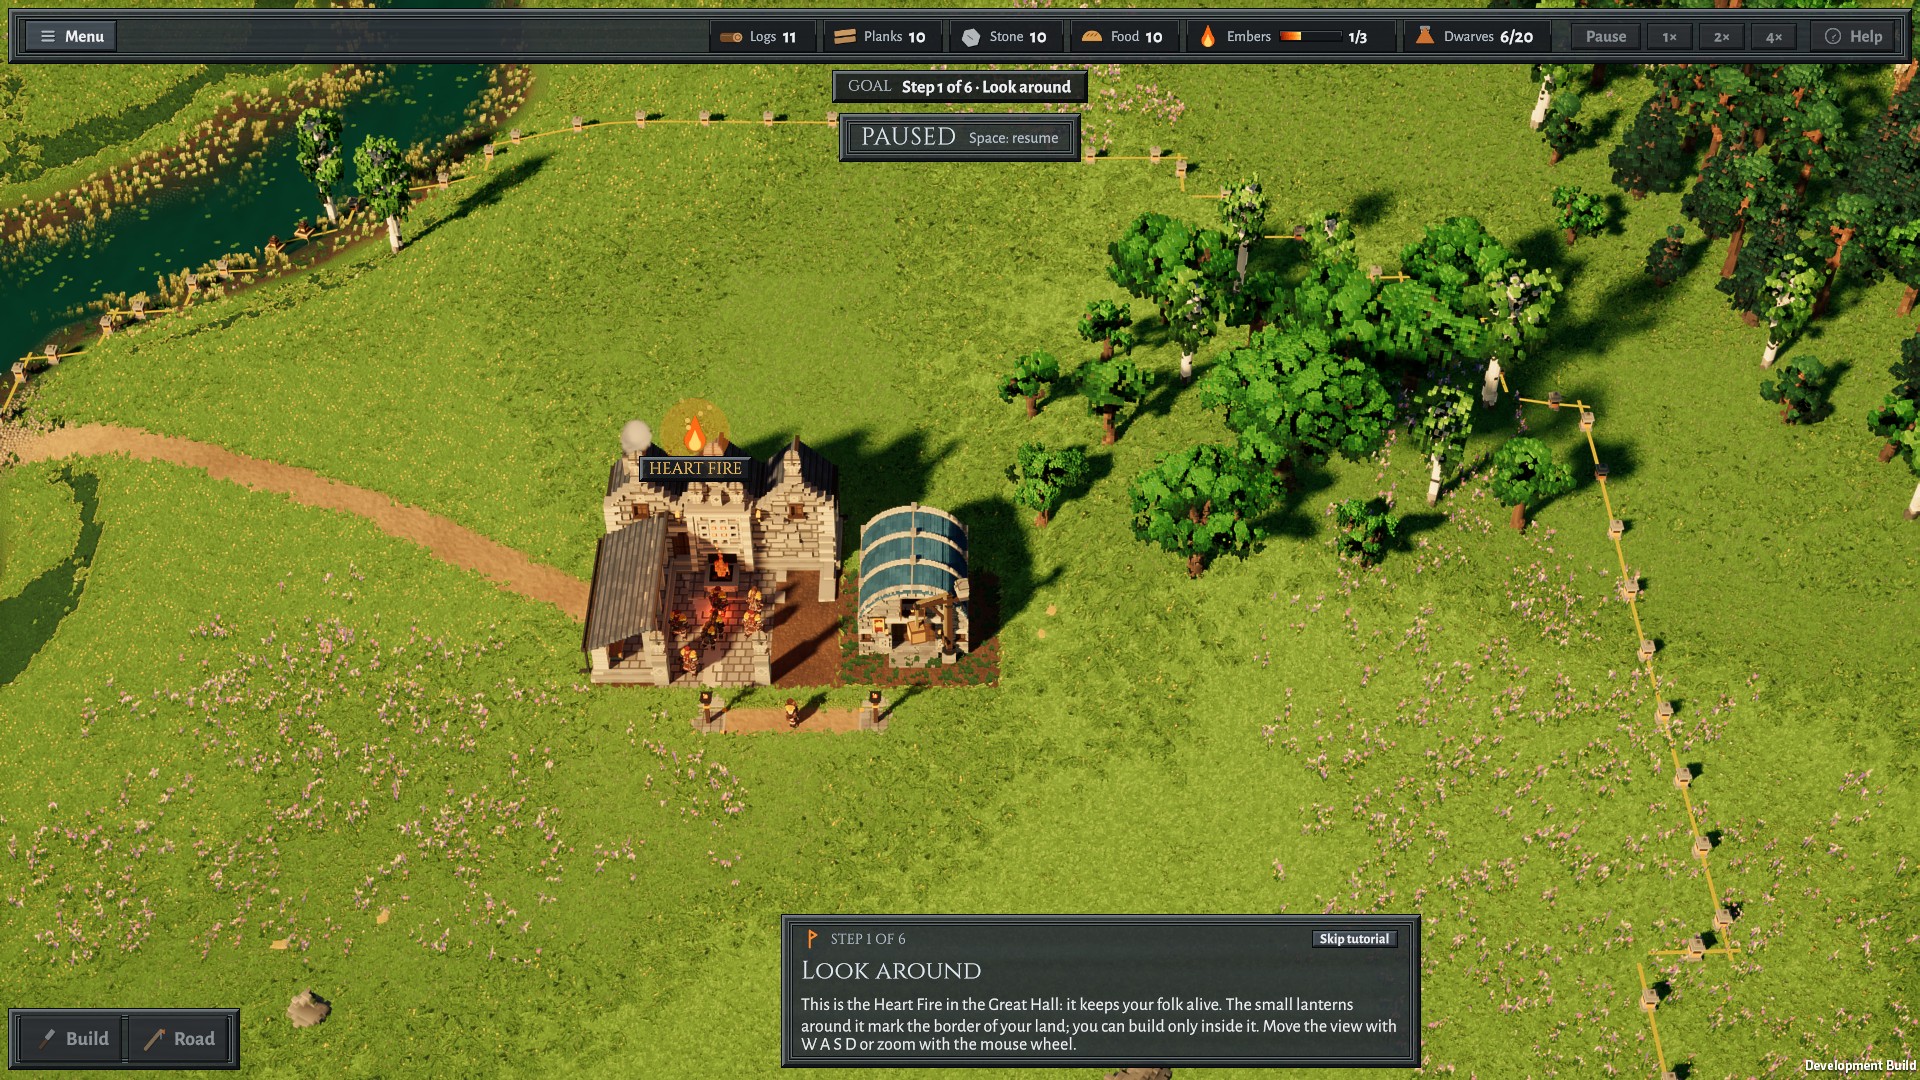 Menu
Logs 11
Planks 10
Stone 10
Food 10
Embers 1/3
Dwarves 6/20
Pause
1×
2×
4×
Help
GOAL Step 1 of 6 · Look around
PAUSED Space: resume
HEART FIRE
STEP 1 OF 6
Skip tutorial
LOOK AROUND
This is the Heart Fire in the Great Hall: it keeps your folk alive. The small lanterns
around it mark the border of your land; you can build only inside it. Move the view with
W A S D or zoom with the mouse wheel.
Build
Road
Development Build